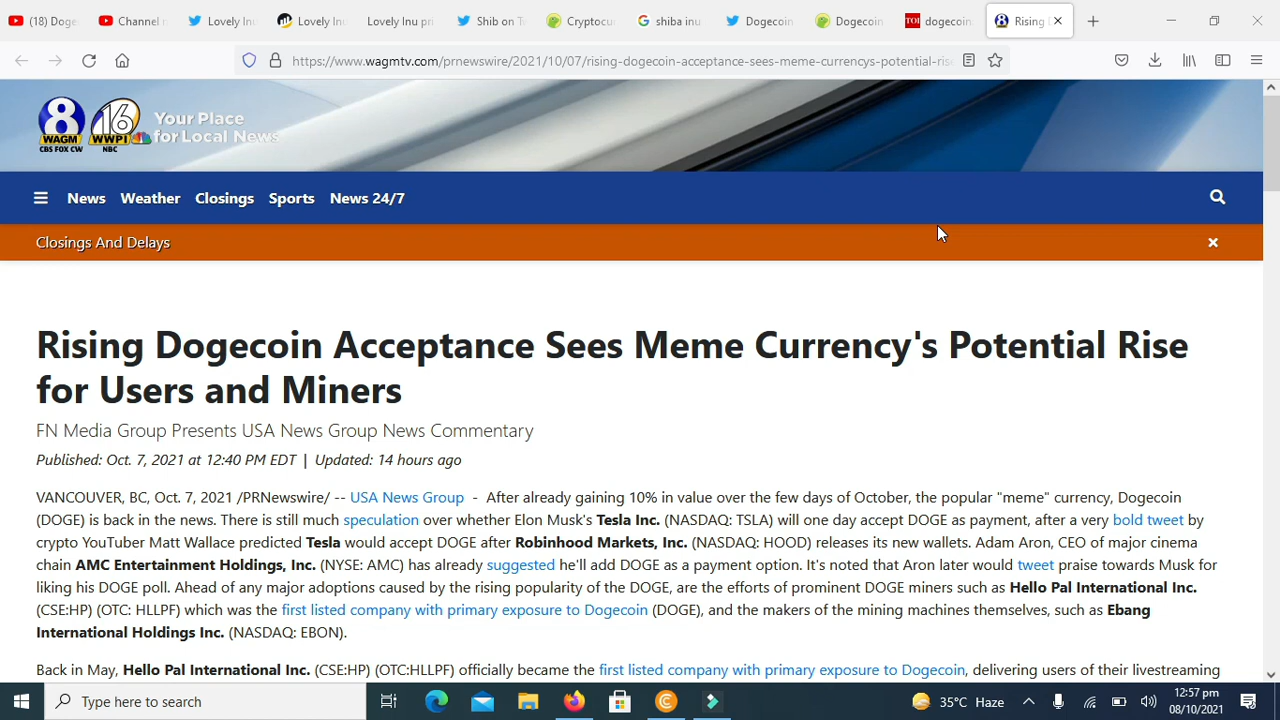 (18) Doge
Channel
Lovely Inu
Lovely Inu
Lovely Inu pri
Shib on T
Cryptocu
shiba inu
Dogecoin
Dogecoin
TOI
dogecoin
Rising
https://www.wagmtv.com/prnewswire/2021/10/07/rising-dogecoin-acceptance-sees-meme-currencys-potential-ris
8 16 Your Place
for Local News
WAGM WWPI
CBS FOX CW NBC
News Weather Closings Sports News 24/7
Closings And Delays
Rising Dogecoin Acceptance Sees Meme Currency's Potential Rise
for Users and Miners
FN Media Group Presents USA News Group News Commentary
Published: Oct. 7, 2021 at 12:40 PM EDT | Updated: 14 hours ago
VANCOUVER, BC, Oct. 7, 2021 /PRNewswire/ -- USA News Group - After already gaining 10% in value over the few days of October, the popular "meme" currency, Dogecoin
(DOGE) is back in the news. There is still much speculation over whether Elon Musk's Tesla Inc. (NASDAQ: TSLA) will one day accept DOGE as payment, after a very bold tweet by
crypto YouTuber Matt Wallace predicted Tesla would accept DOGE after Robinhood Markets, Inc. (NASDAQ: HOOD) releases its new wallets. Adam Aron, CEO of major cinema
chain AMC Entertainment Holdings, Inc. (NYSE: AMC) has already suggested he'll add DOGE as a payment option. It's noted that Aron later would tweet praise towards Musk for
liking his DOGE poll. Ahead of any major adoptions caused by the rising popularity of the DOGE, are the efforts of prominent DOGE miners such as Hello Pal International Inc.
(CSE:HP) (OTC: HLLPF) which was the first listed company with primary exposure to Dogecoin (DOGE), and the makers of the mining machines themselves, such as Ebang
International Holdings Inc. (NASDAQ: EBON).
Back in May, Hello Pal International Inc. (CSE:HP) (OTC:HLLPF) officially became the first listed company with primary exposure to Dogecoin, delivering users of their livestreaming
Type here to search
35°C Haze
12:57 pm
08/10/2021